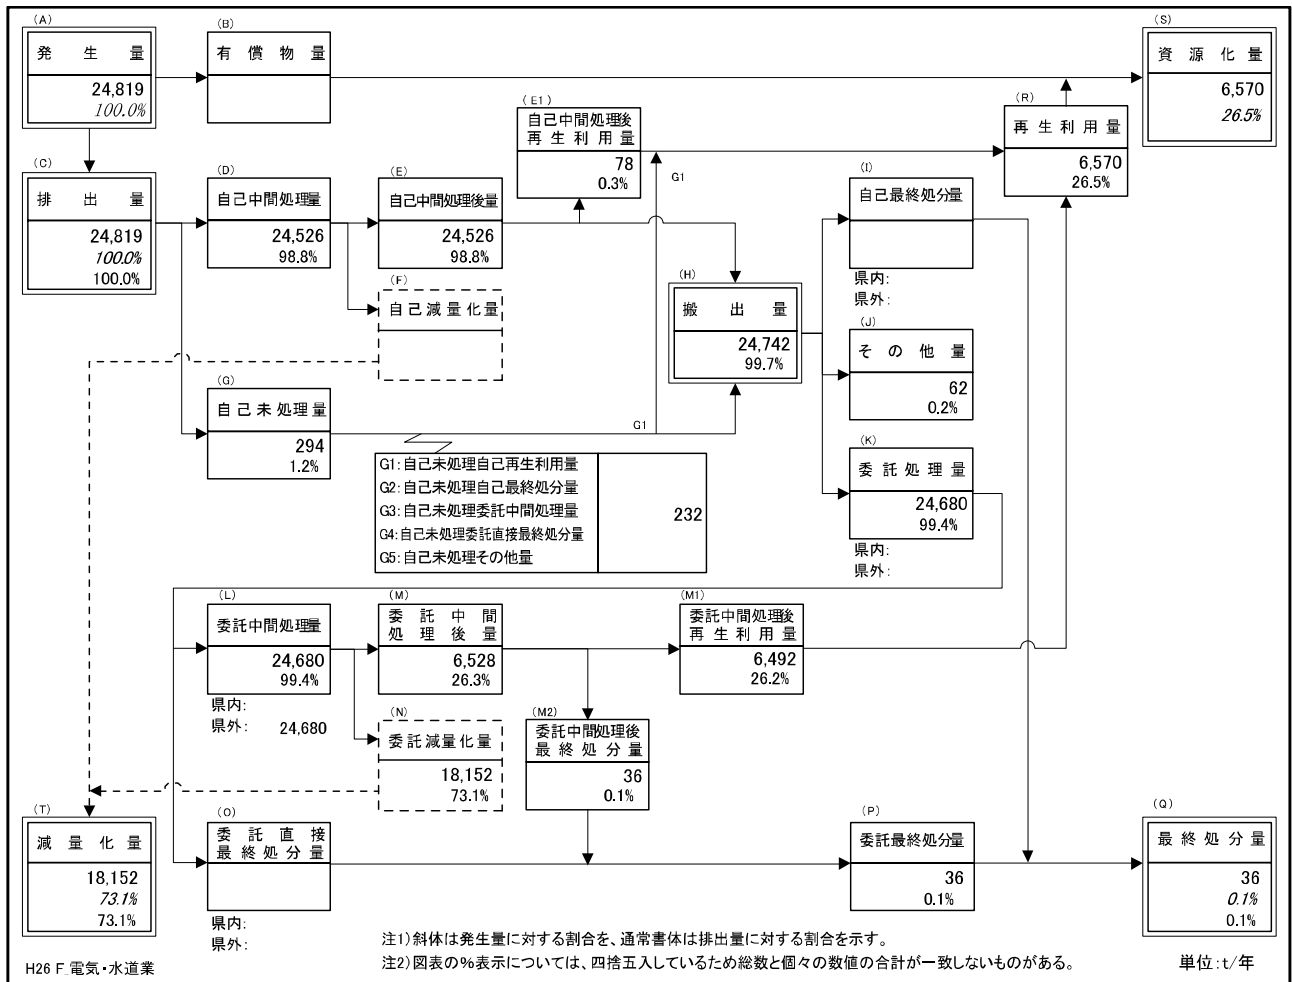 (A)
発生量
24,819
100.0%
(B)
有償物量
(S)
資源化量
6,570
26.5%
(E1)
自己中間処理後
再生利用量
78
0.3%
(R)
再生利用量
6,570
26.5%
(C)
排出量
24,819
100.0%
100.0%
(D)
自己中間処理量
24,526
98.8%
(E)
自己中間処理後量
24,526
98.8%
G1
(I)
自己最終処分量
県内:
県外:
(F)
自己減量化量
(H)
搬出量
24,742
99.7%
(J)
その他量
62
0.2%
(G)
自己未処理量
294
1.2%
G1
(K)
委託処理量
24,680
99.4%
県内:
県外:
G1:自己未処理自己再生利用量
G2:自己未処理自己最終処分量
G3:自己未処理委託中間処理量
G4:自己未処理委託直接最終処分量
G5:自己未処理その他量
232
(L)
委託中間処理量
24,680
99.4%
県内:
県外: 24,680
(M)
委託中間
処理後量
6,528
26.3%
(M1)
委託中間処理後
再生利用量
6,492
26.2%
(N)
委託減量化量
18,152
73.1%
(M2)
委託中間処理後
最終処分量
36
0.1%
(T)
減量化量
18,152
73.1%
73.1%
(O)
委託直接
最終処分量
県内:
県外:
(P)
委託最終処分量
36
0.1%
(Q)
最終処分量
36
0.1%
0.1%
注1)斜体は発生量に対する割合を、通常書体は排出量に対する割合を示す。
注2)図表の%表示については、四捨五入しているため総数と個々の数値の合計が一致しないものがある。
H26 F_電気・水道業
単位:t/年